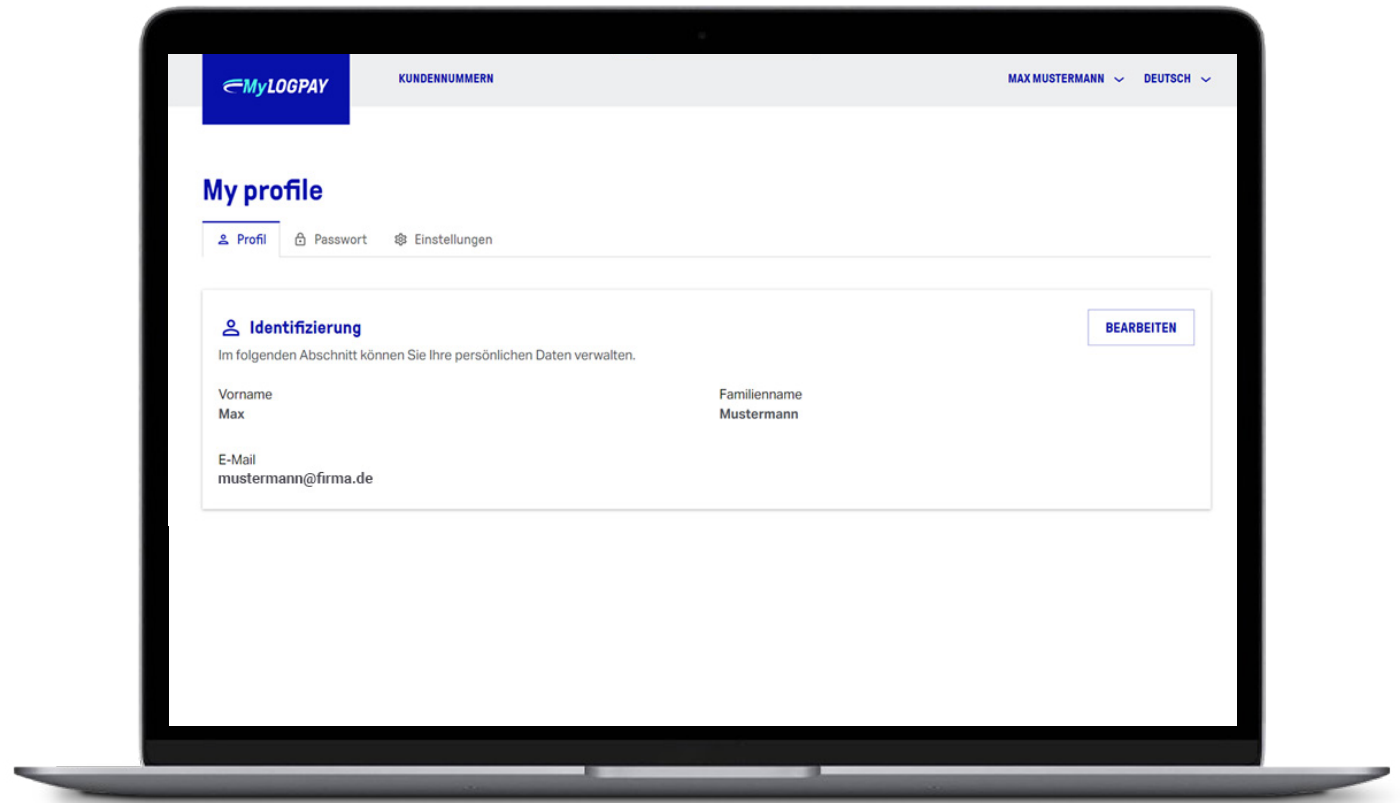 MyLOGPAY
KUNDENNUMMERN
MAX MUSTERMANN
DEUTSCH
My profile
Profil
Passwort
Einstellungen
Identifizierung
BEARBEITEN
Im folgenden Abschnitt können Sie Ihre persönlichen Daten verwalten.
Vorname
Familienname
Max
Mustermann
E-Mail
mustermann@firma.de